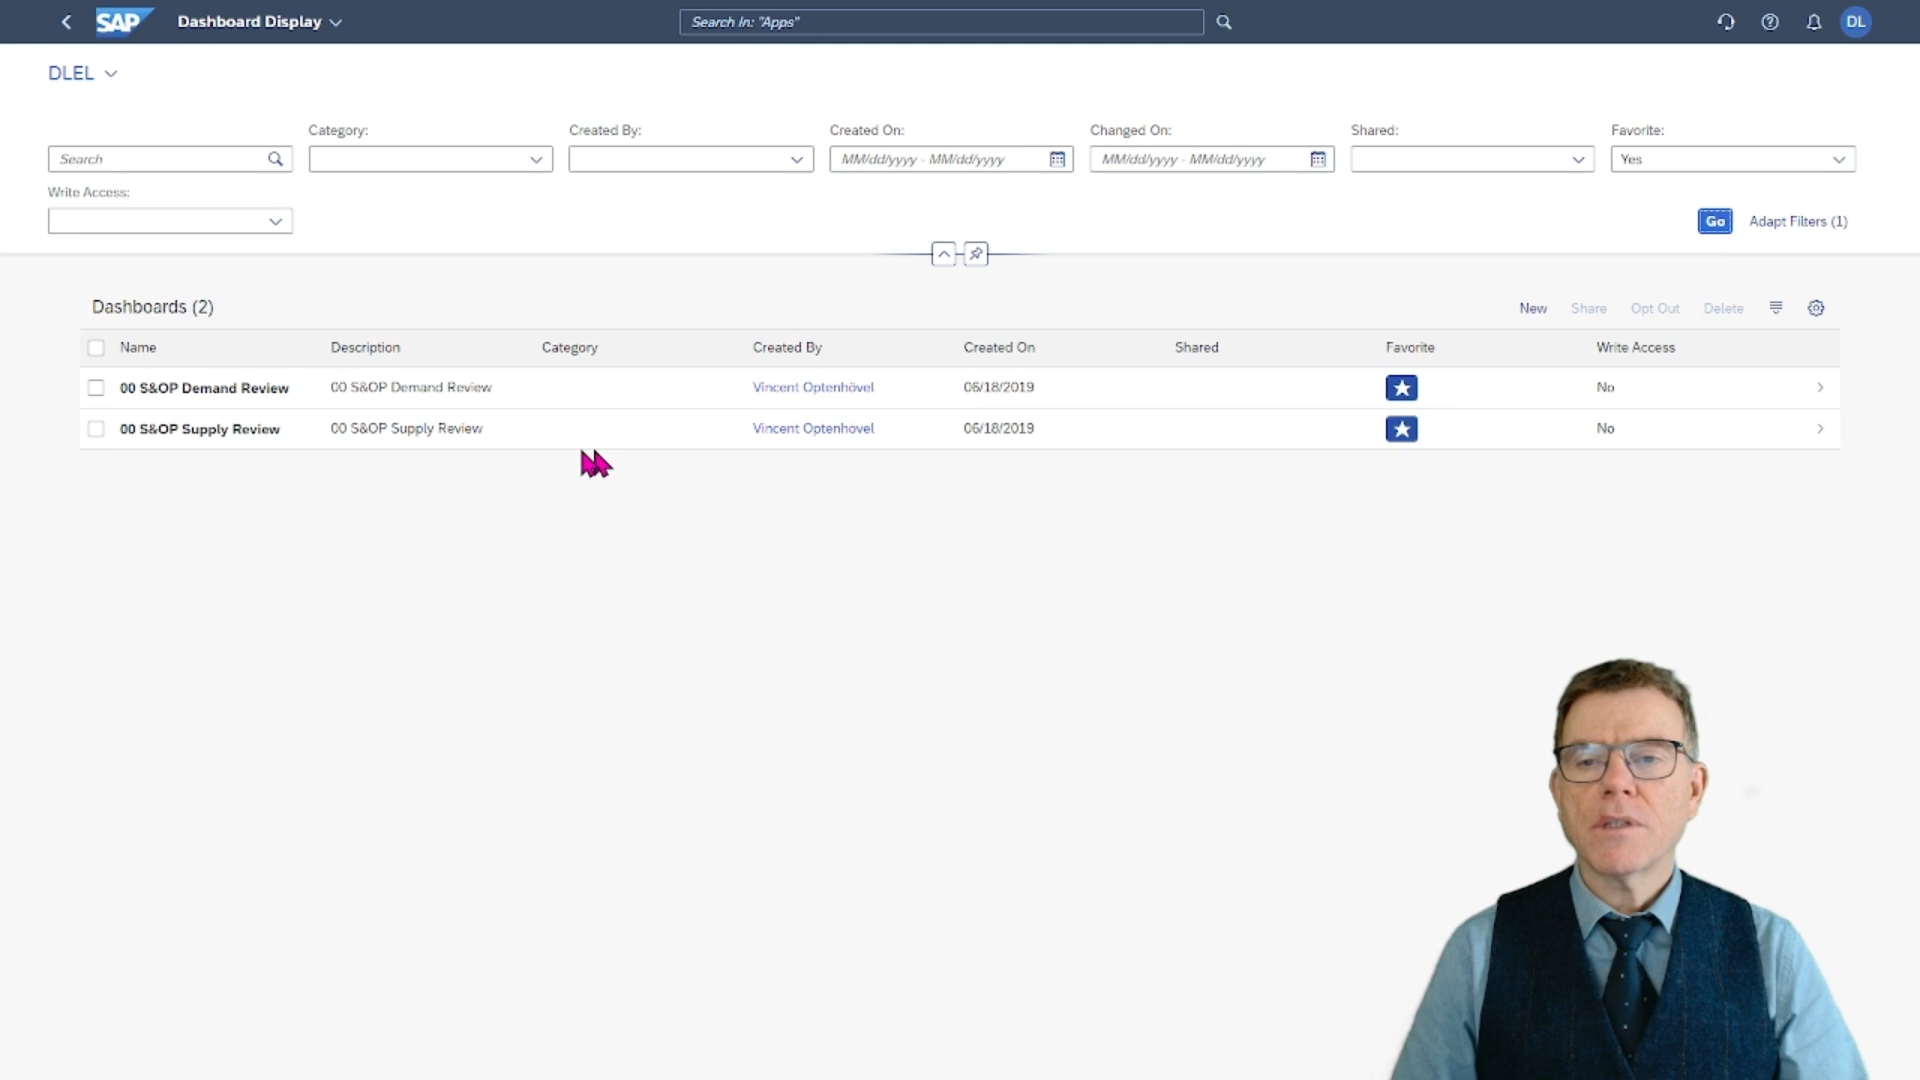 SAP Dashboard Display Search In: "Apps" DL
DLEL
Category: Created By: Created On: Changed On: Shared: Favorite:
Search MM/dd/yyyy - MM/dd/yyyy MM/dd/yyyy - MM/dd/yyyy Yes
Write Access:
Go Adapt Filters (1)
Dashboards (2) New Share Opt Out Delete
Name Description Category Created By Created On Shared Favorite Write Access
00 S&OP Demand Review 00 S&OP Demand Review Vincent Optenhövel 06/18/2019 No
00 S&OP Supply Review 00 S&OP Supply Review Vincent Optenhovel 06/18/2019 No